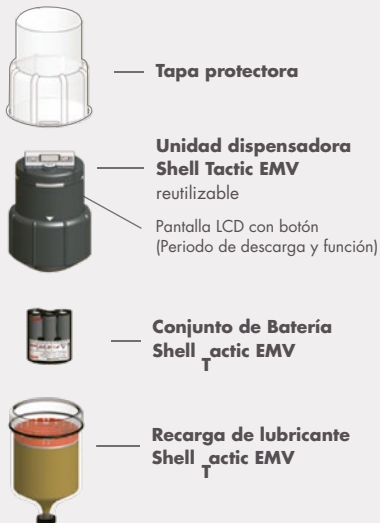 Tapa protectora
Unidad dispensadora
Shell Tactic EMV
reutilizable
Pantalla LCD con botón
(Periodo de descarga y función)
Conjunto de Batería
Shell Tactic EMV
Recarga de lubricante
Shell Tactic EMV